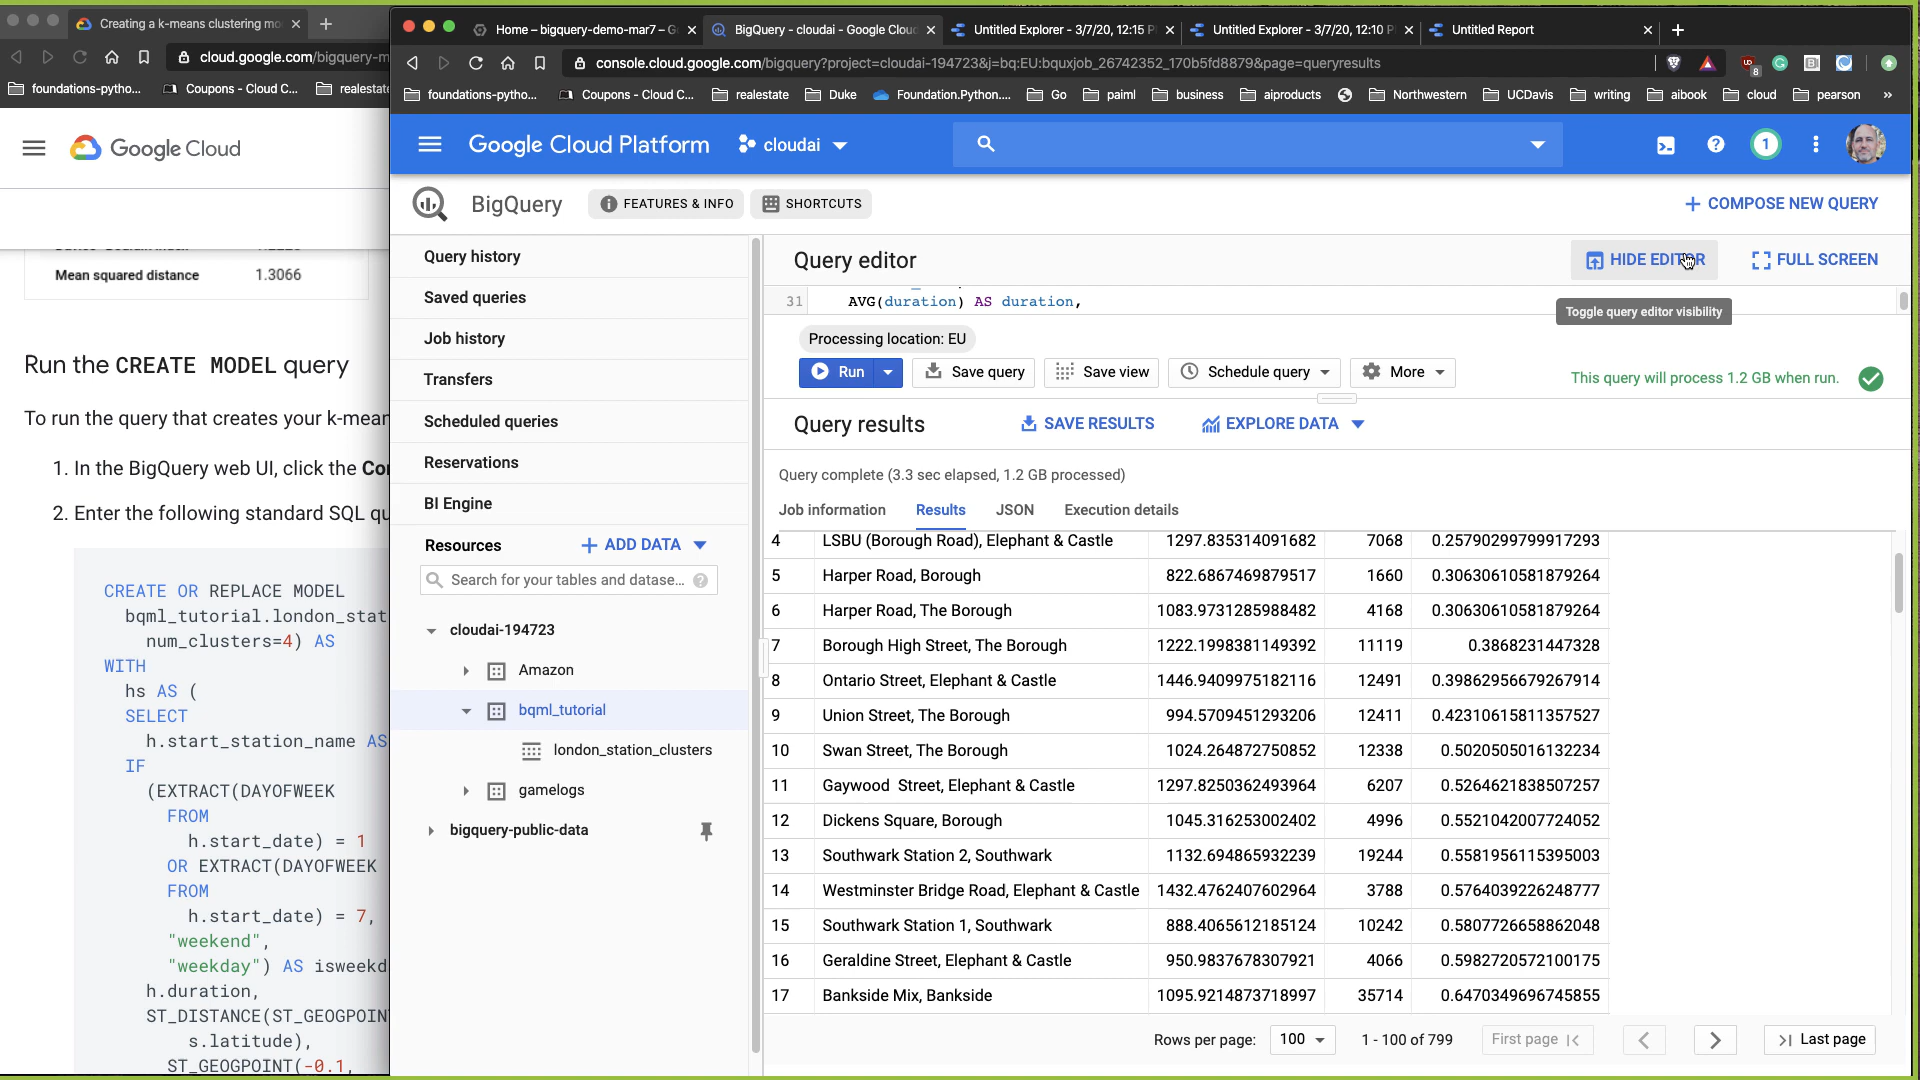 Creating a k-means clustering mo
cloud.google.com/bigquery-m
foundations-pytho...
Coupons - Cloud C...
realestate
Google Cloud
Mean squared distance 1.3066
Run the CREATE MODEL query
To run the query that creates your k-mear
1. In the BigQuery web UI, click the Cor
2. Enter the following standard SQL qu
CREATE OR REPLACE MODEL
bqml_tutorial.london_stat
num_clusters=4) AS
WITH
hs AS (
SELECT
h.start_station_name AS
IF
(EXTRACT(DAYOFWEEK
FROM
h.start_date) = 1
OR EXTRACT(DAYOFWEEK
FROM
h.start_date) = 7,
"weekend",
"weekday") AS isweekd
h.duration,
ST_DISTANCE(ST_GEOGPOIN
s.latitude),
ST_GEOGPOINT(-0.1,
Home – bigquery-demo-mar7 – G
BigQuery - cloudai - Google Clou
Untitled Explorer - 3/7/20, 12:15 P
Untitled Explorer - 3/7/20, 12:10 P
Untitled Report
console.cloud.google.com/bigquery?project=cloudai-194723&j=bq:EU:bquxjob_26742352_170b5fd8879&page=queryresults
8
foundations-pytho...
Coupons - Cloud C...
realestate
Duke
Foundation.Python....
Go
paiml
business
aiproducts
Northwestern
UCDavis
writing
aibook
cloud
pearson
»
Google Cloud Platform
cloudai
1
BigQuery
FEATURES & INFO
SHORTCUTS
COMPOSE NEW QUERY
Query history
Saved queries
Job history
Transfers
Scheduled queries
Reservations
BI Engine
Resources
ADD DATA
Search for your tables and datase...
cloudai-194723
Amazon
bqml_tutorial
london_station_clusters
gamelogs
bigquery-public-data
Query editor
HIDE EDITOR
FULL SCREEN
31 AVG(duration) AS duration,
Toggle query editor visibility
Processing location: EU
Run
Save query
Save view
Schedule query
More
This query will process 1.2 GB when run.
Query results
SAVE RESULTS
EXPLORE DATA
Query complete (3.3 sec elapsed, 1.2 GB processed)
Job information
Results
JSON
Execution details
4 LSBU (Borough Road), Elephant & Castle 1297.835314091682 7068 0.25790299799917293
5 Harper Road, Borough 822.6867469879517 1660 0.30630610581879264
6 Harper Road, The Borough 1083.9731285988482 4168 0.30630610581879264
7 Borough High Street, The Borough 1222.1998381149392 11119 0.3868231447328
8 Ontario Street, Elephant & Castle 1446.9409975182116 12491 0.39862956679267914
9 Union Street, The Borough 994.5709451293206 12411 0.42310615811357527
10 Swan Street, The Borough 1024.264872750852 12338 0.5020505016132234
11 Gaywood  Street, Elephant & Castle 1297.8250362493964 6207 0.5264621838507257
12 Dickens Square, Borough 1045.316253002402 4996 0.5521042007724052
13 Southwark Station 2, Southwark 1132.694865932239 19244 0.5581956115395003
14 Westminster Bridge Road, Elephant & Castle 1432.4762407602964 3788 0.5764039226248777
15 Southwark Station 1, Southwark 888.4065612185124 10242 0.58077266588​62048
16 Geraldine Street, Elephant & Castle 950.9837678307921 4066 0.5982720572100175
17 Bankside Mix, Bankside 1095.9214873718997 35714 0.6470349696745855
Rows per page: 100
1 - 100 of 799
First page
Last page